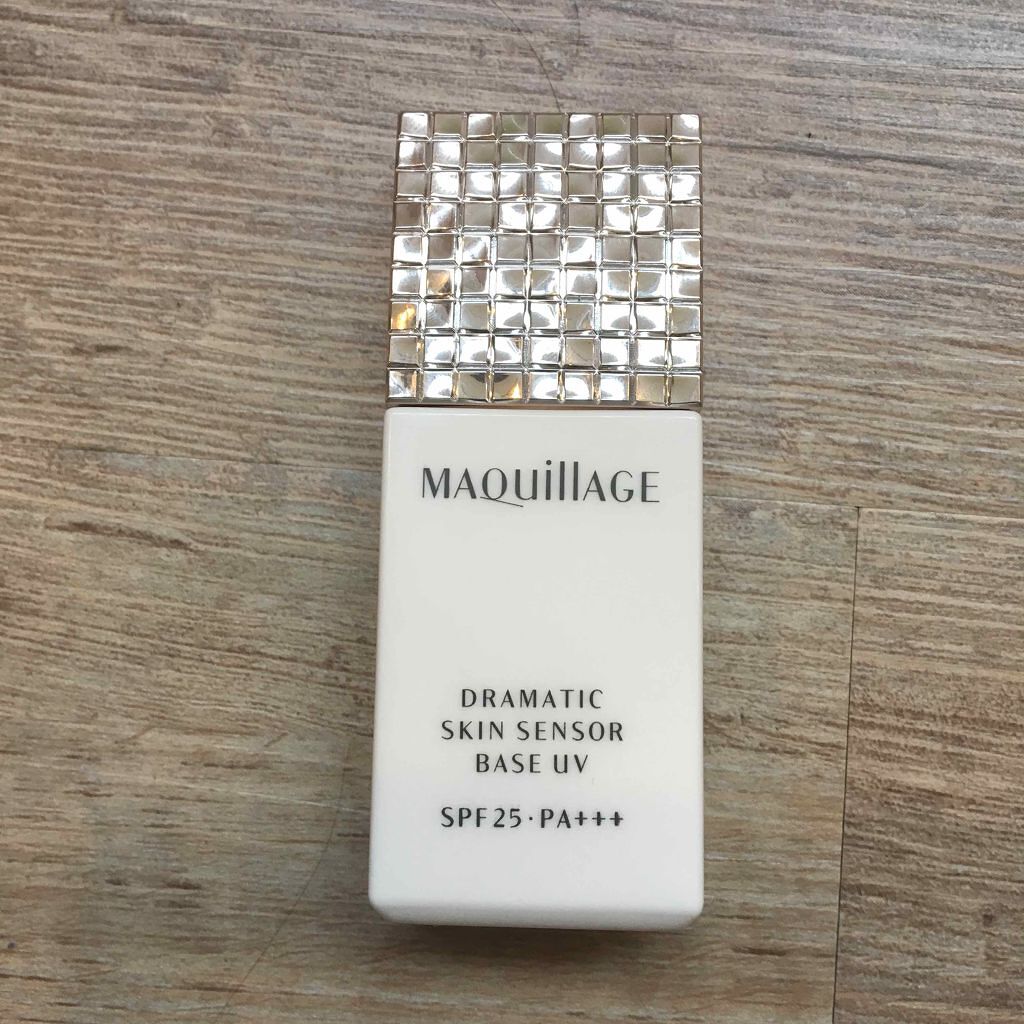 MAQuillAGE
DRAMATIC
SKIN SENSOR
BASE UV
SPF25·PA+++